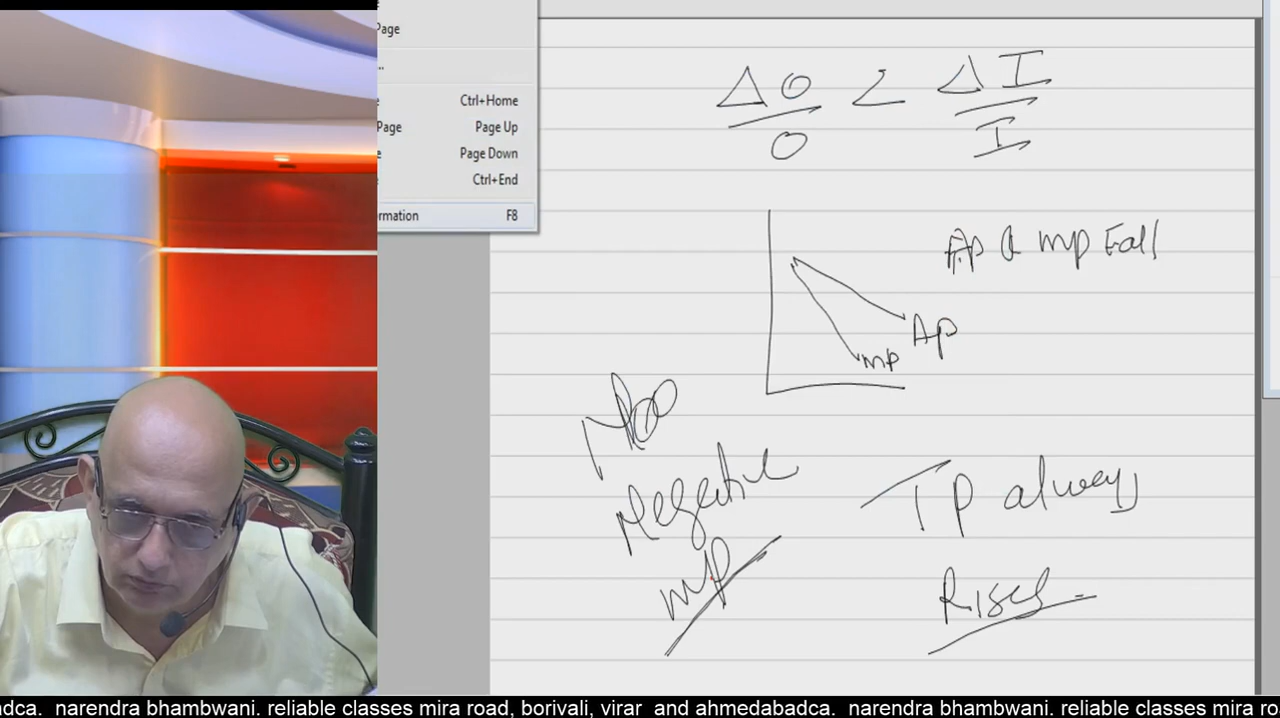 Page
..
Ctrl+Home
Page Page Up
Page Down
Ctrl+End
rmation F8
ΔO/O < ΔI/I
AP & MP Fall
AP
MP
No
Negative
MP
TP always
Rises
adca. narendra bhambwani. reliable classes mira road, borivali, virar and ahmedabadca. narendra bhambwani. reliable classes mira ro